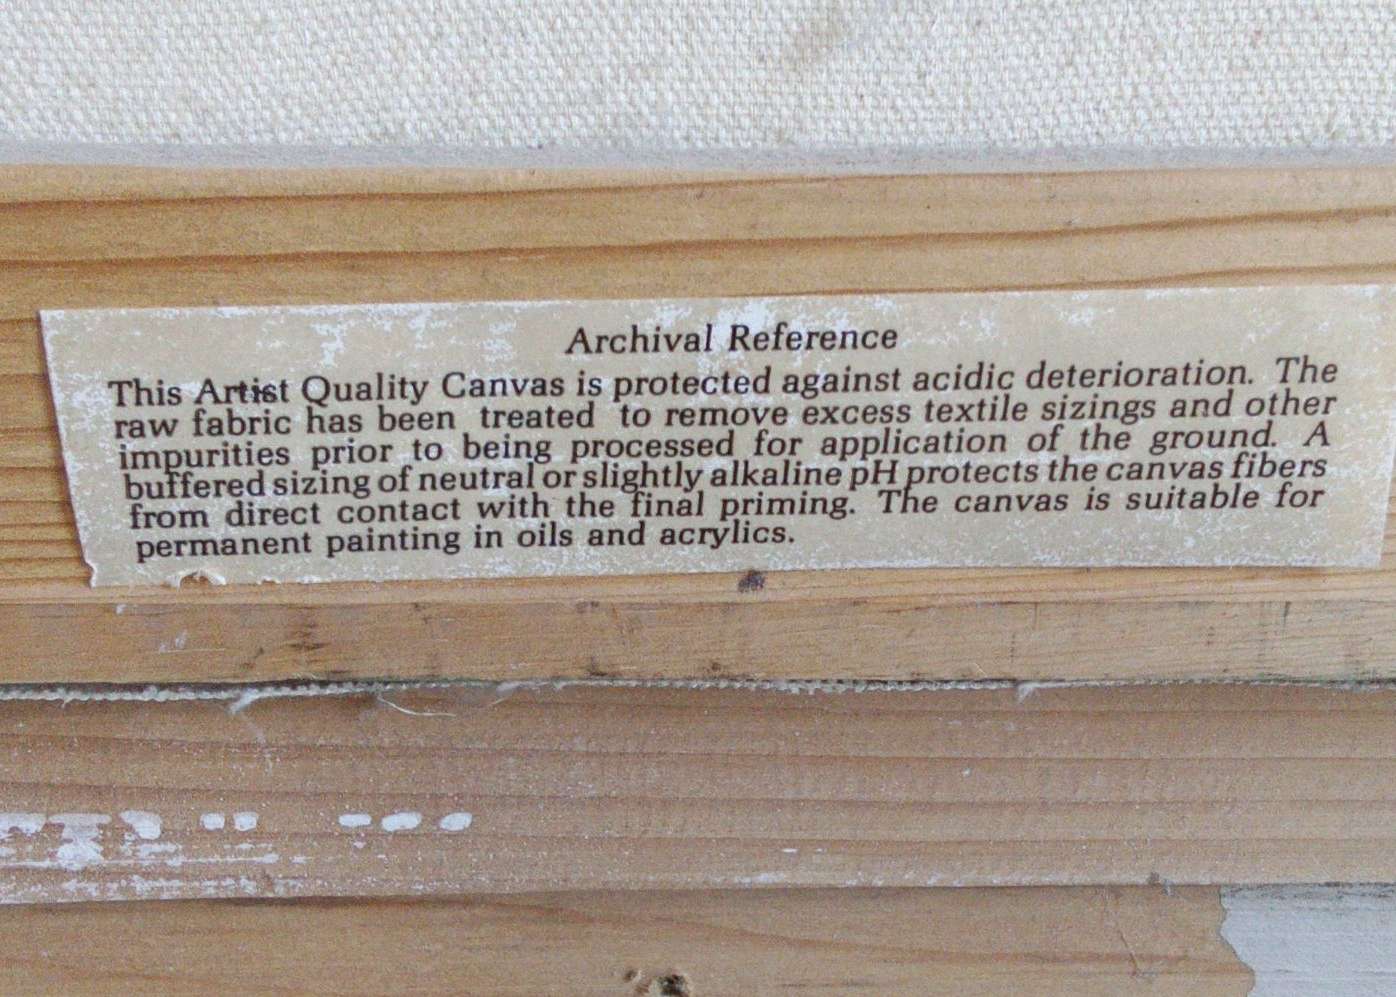 Archival Reference
This Artist Quality Canvas is protected against acidic deterioration. The
raw fabric has been treated to remove excess textile sizings and other
impurities prior to being processed for application of the ground. A
buffered sizing of neutral or slightly alkaline pH protects the canvas fibers
from direct contact with the final priming. The canvas is suitable for
permanent painting in oils and acrylics.